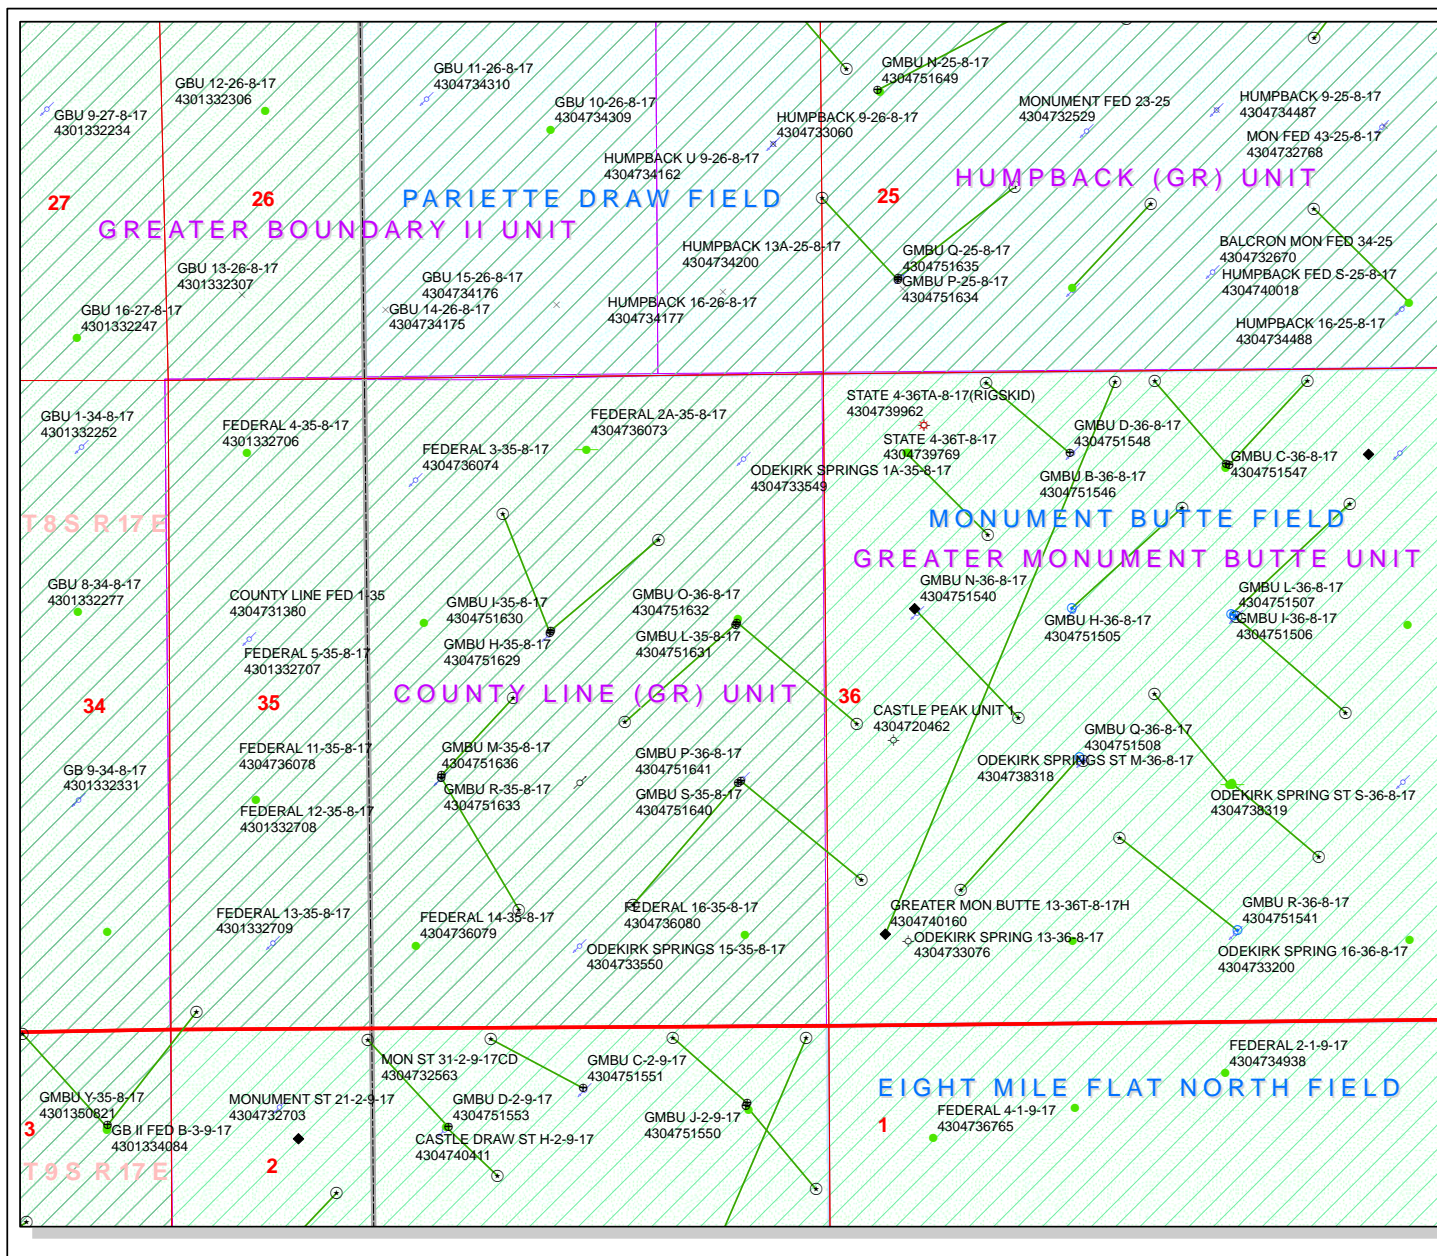 GBU 9-27-8-17
4301332234
GBU 12-26-8-17
4301332306
GBU 11-26-8-17
4304734310
GBU 10-26-8-17
4304734309
HUMPBACK 9-26-8-17
4304733060
HUMPBACK U 9-26-8-17
4304734162
GMBU N-25-8-17
4304751649
MONUMENT FED 23-25
4304732529
HUMPBACK 9-25-8-17
4304734487
MON FED 43-25-8-17
4304732768
27
26
25
PARIETTE DRAW FIELD
HUMPBACK (GR) UNIT
GREATER BOUNDARY II UNIT
GBU 13-26-8-17
4301332307
GBU 16-27-8-17
4301332247
GBU 15-26-8-17
4304734176
GBU 14-26-8-17
4304734175
HUMPBACK 13A-25-8-17
4304734200
HUMPBACK 16-26-8-17
4304734177
GMBU Q-25-8-17
4304751635
GMBU P-25-8-17
4304751634
BALCRON MON FED 34-25
4304732670
HUMPBACK FED S-25-8-17
4304740018
HUMPBACK 16-25-8-17
4304734488
GBU 1-34-8-17
4301332252
FEDERAL 4-35-8-17
4301332706
FEDERAL 3-35-8-17
4304736074
FEDERAL 2A-35-8-17
4304736073
ODEKIRK SPRINGS 1A-35-8-17
4304733549
STATE 4-36TA-8-17(RIGSKID)
4304739962
STATE 4-36T-8-17
4304739769
GMBU D-36-8-17
4304751548
GMBU B-36-8-17
4304751546
GMBU C-36-8-17
4304751547
T8S R17E
MONUMENT BUTTE FIELD
GREATER MONUMENT BUTTE UNIT
GBU 8-34-8-17
4301332277
COUNTY LINE FED 1-35
4304731380
FEDERAL 5-35-8-17
4301332707
GMBU I-35-8-17
4304751630
GMBU H-35-8-17
4304751629
GMBU O-36-8-17
4304751632
GMBU L-35-8-17
4304751631
GMBU N-36-8-17
4304751540
GMBU H-36-8-17
4304751505
GMBU L-36-8-17
4304751507
GMBU I-36-8-17
4304751506
34
35
COUNTY LINE (GR) UNIT
36
CASTLE PEAK UNIT 1
4304720462
GB 9-34-8-17
4301332331
FEDERAL 11-35-8-17
4304736078
FEDERAL 12-35-8-17
4301332708
GMBU M-35-8-17
4304751636
GMBU R-35-8-17
4304751633
GMBU P-36-8-17
4304751641
GMBU S-35-8-17
4304751640
GMBU Q-36-8-17
4304751508
ODEKIRK SPRINGS ST M-36-8-17
4304738318
ODEKIRK SPRING ST S-36-8-17
4304738319
FEDERAL 13-35-8-17
4301332709
FEDERAL 14-35-8-17
4304736079
FEDERAL 16-35-8-17
4304736080
ODEKIRK SPRINGS 15-35-8-17
4304733550
GREATER MON BUTTE 13-36T-8-17H
4304740160
ODEKIRK SPRING 13-36-8-17
4304733076
GMBU R-36-8-17
4304751541
ODEKIRK SPRING 16-36-8-17
4304733200
GMBU Y-35-8-17
4301350821
GB II FED B-3-9-17
4301334084
MONUMENT ST 21-2-9-17
4304732703
MON ST 31-2-9-17CD
4304732563
GMBU D-2-9-17
4304751553
CASTLE DRAW ST H-2-9-17
4304740411
GMBU C-2-9-17
4304751551
GMBU J-2-9-17
4304751550
FEDERAL 2-1-9-17
4304734938
EIGHT MILE FLAT NORTH FIELD
FEDERAL 4-1-9-17
4304736765
3
2
1
T9S R17E